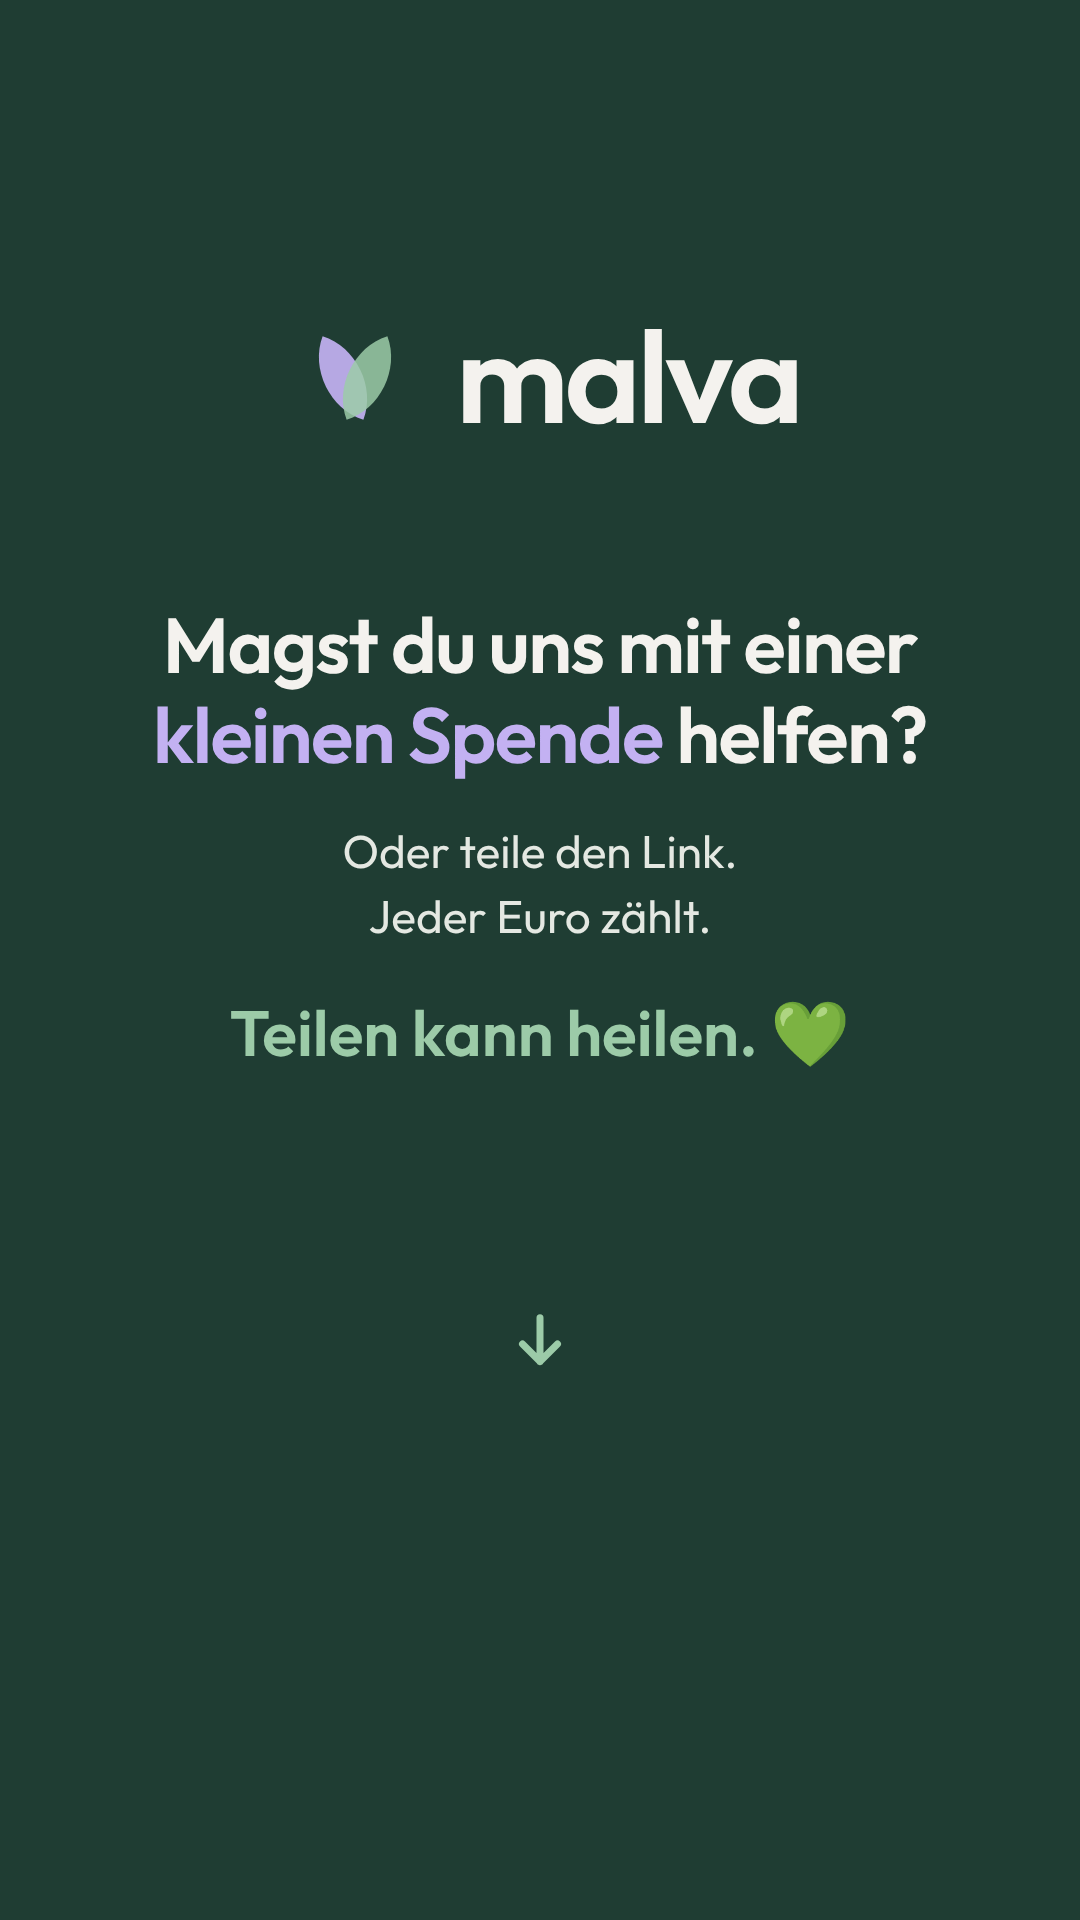 malva
Magst du uns mit einer
kleinen Spende helfen?
Oder teile den Link.
Jeder Euro zählt.
Teilen kann heilen. 💚